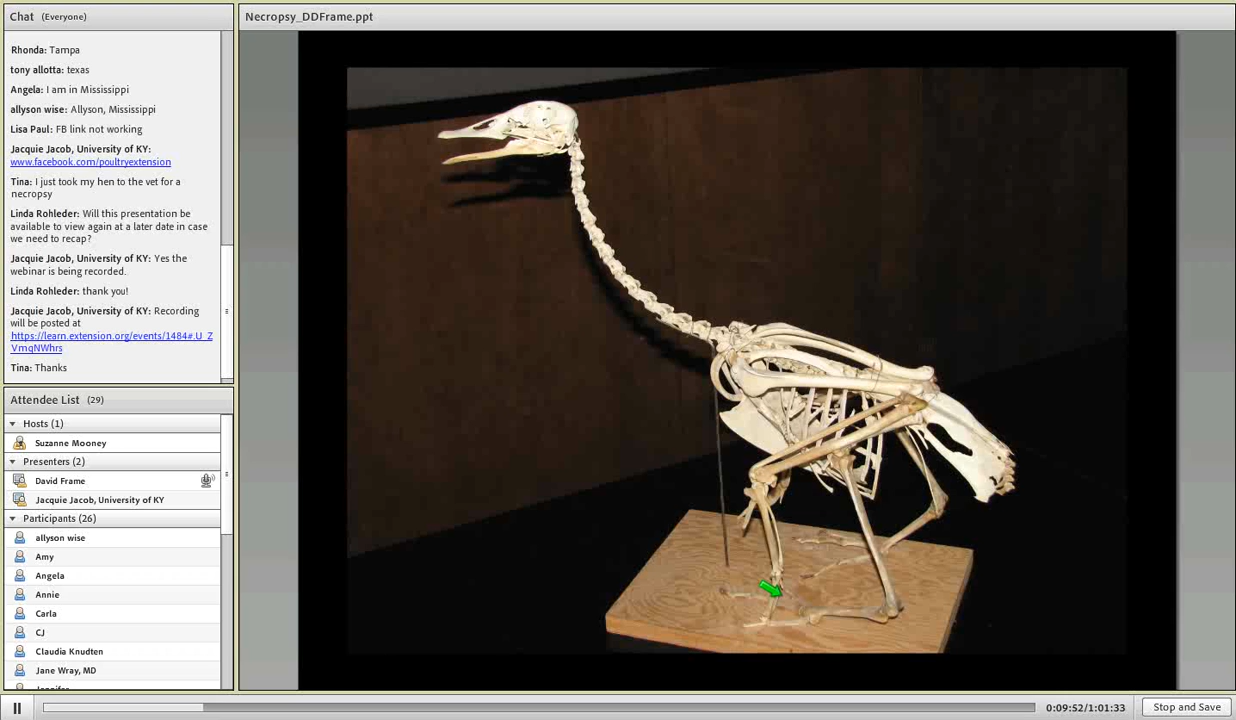 Chat (Everyone)
Rhonda: Tampa
tony allotta: texas
Angela: I am in Mississippi
allyson wise: Allyson, Mississippi
Lisa Paul: FB link not working
Jacquie Jacob, University of KY:
www.facebook.com/poultryextension
Tina: I just took my hen to the vet for a
necropsy
Linda Rohleder: Will this presentation be
available to view again at a later date in case
we need to recap?
Jacquie Jacob, University of KY: Yes the
webinar is being recorded.
Linda Rohleder: thank you!
Jacquie Jacob, University of KY: Recording
will be posted at
https://learn.extension.org/events/1484#.U_Z
VmqNWhrs
Tina: Thanks
Attendee List (29)
Hosts (1)
Suzanne Mooney
Presenters (2)
David Frame
Jacquie Jacob, University of KY
Participants (26)
allyson wise
Amy
Angela
Annie
Carla
CJ
Claudia Knudten
Jane Wray, MD
Necropsy_DDFrame.ppt
0:09:52/1:01:33
Stop and Save